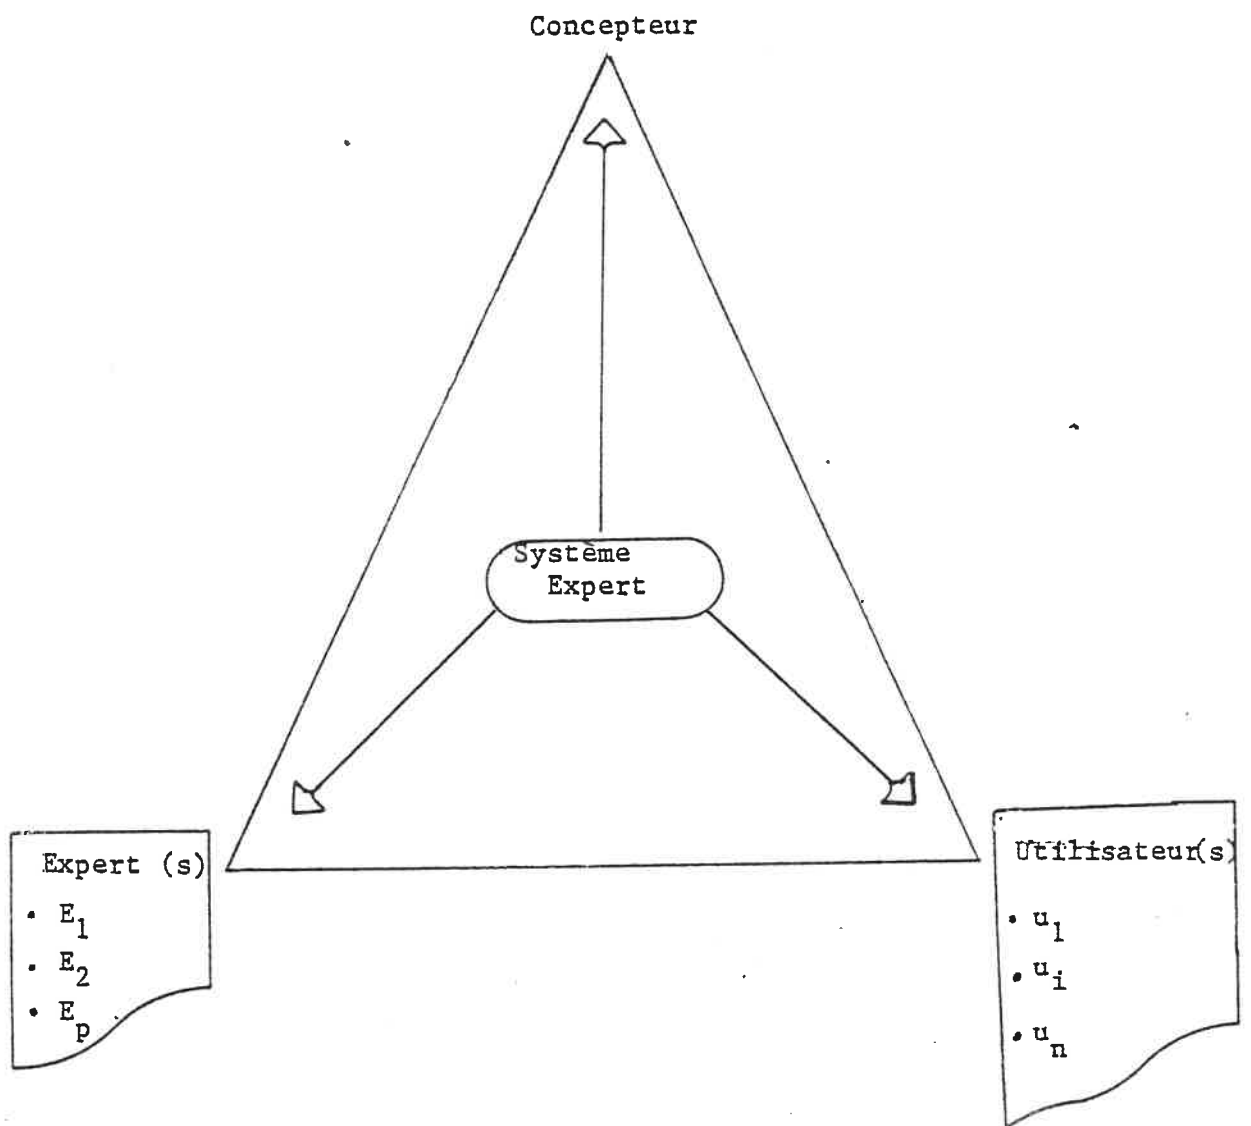 Concepteur
Système
Expert
Expert (s)
• E₁
• E₂
• Eₚ
Utilisateur(s)
• u₁
• uᵢ
• uₙ